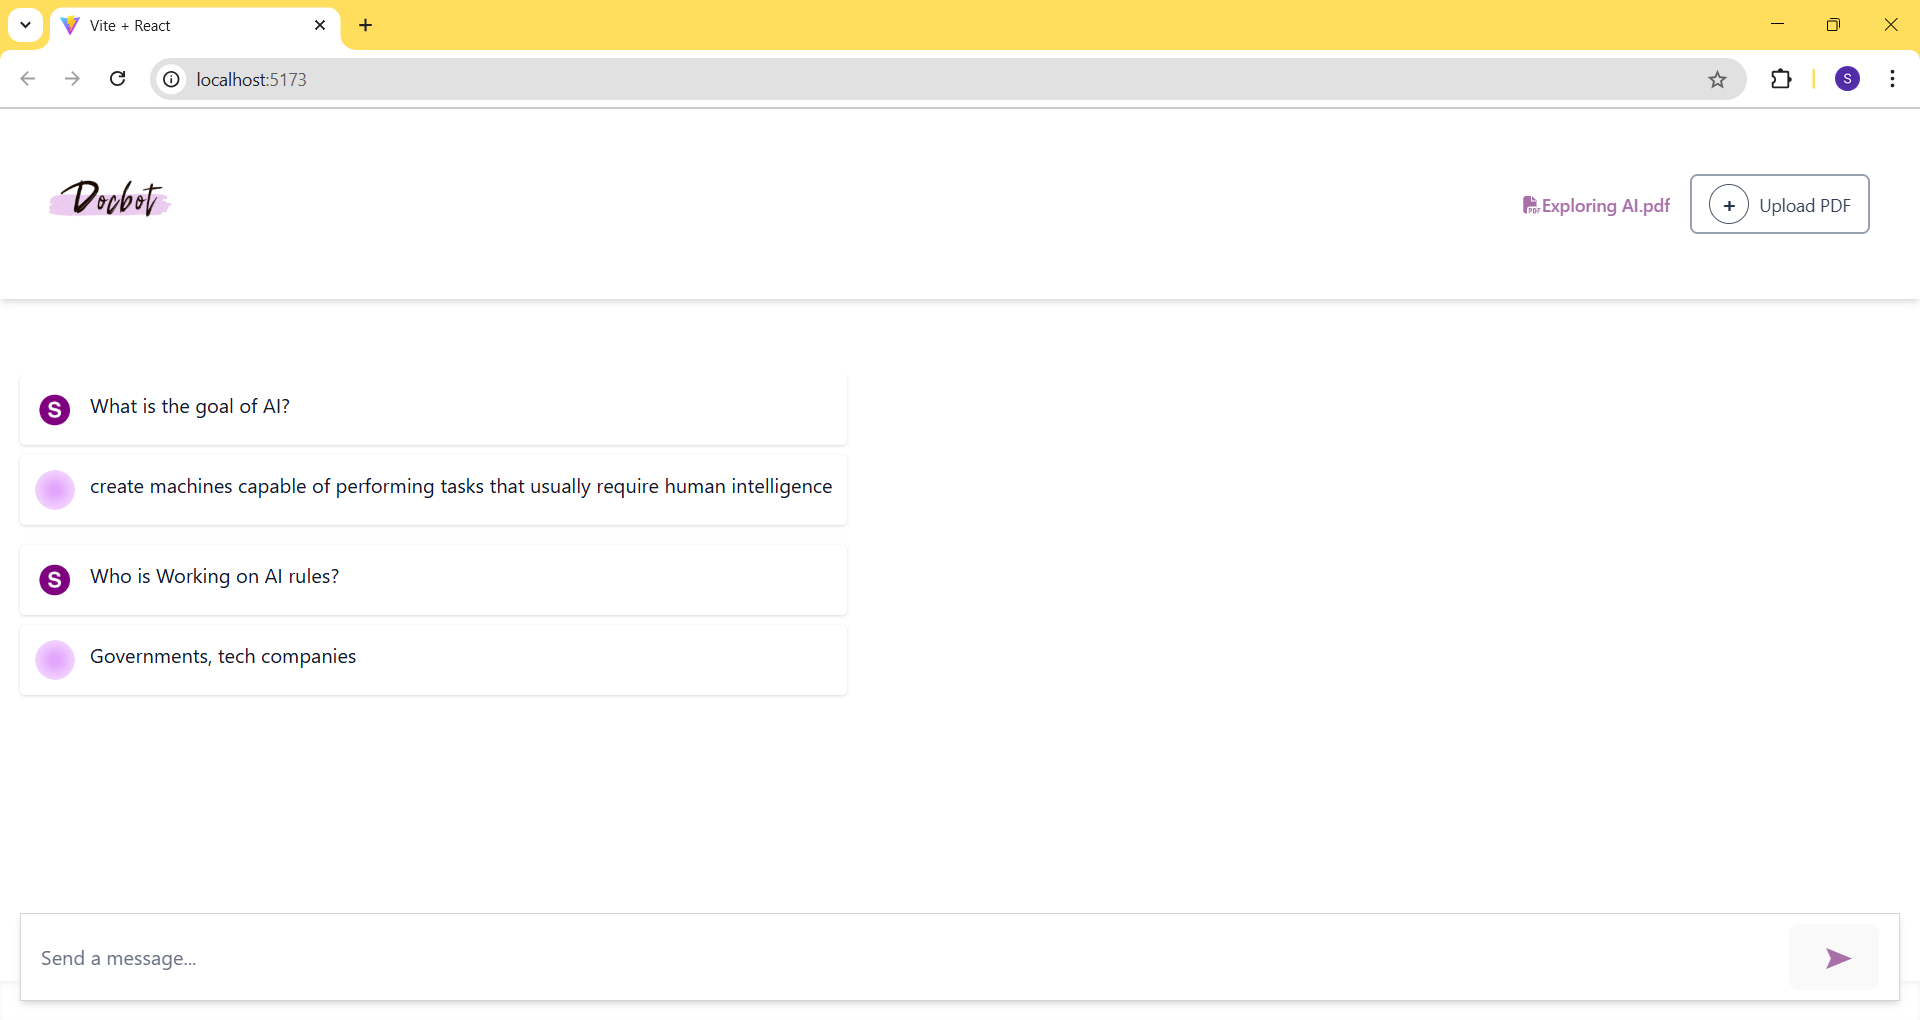 Vite + React
localhost:5173
S
Docbot
PDF
Exploring AI.pdf
+ Upload PDF
S What is the goal of AI?
create machines capable of performing tasks that usually require human intelligence
S Who is Working on AI rules?
Governments, tech companies
Send a message...